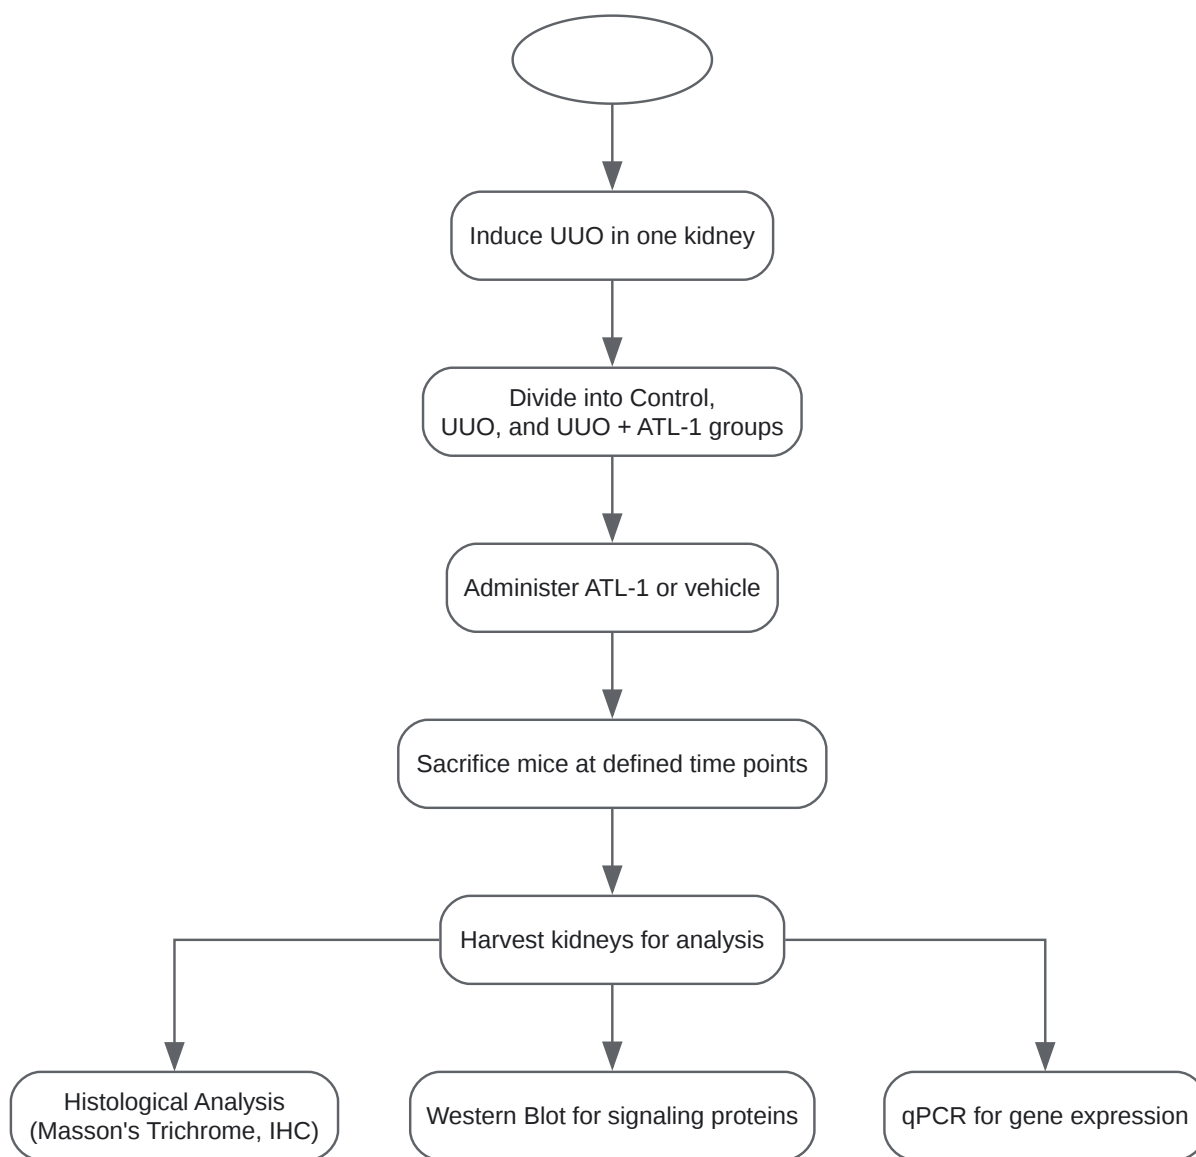 Induce UUO in one kidney
Divide into Control,
UUO, and UUO + ATL-1 groups
Administer ATL-1 or vehicle
Sacrifice mice at defined time points
Harvest kidneys for analysis
Histological Analysis
(Masson's Trichrome, IHC)
Western Blot for signaling proteins
qPCR for gene expression